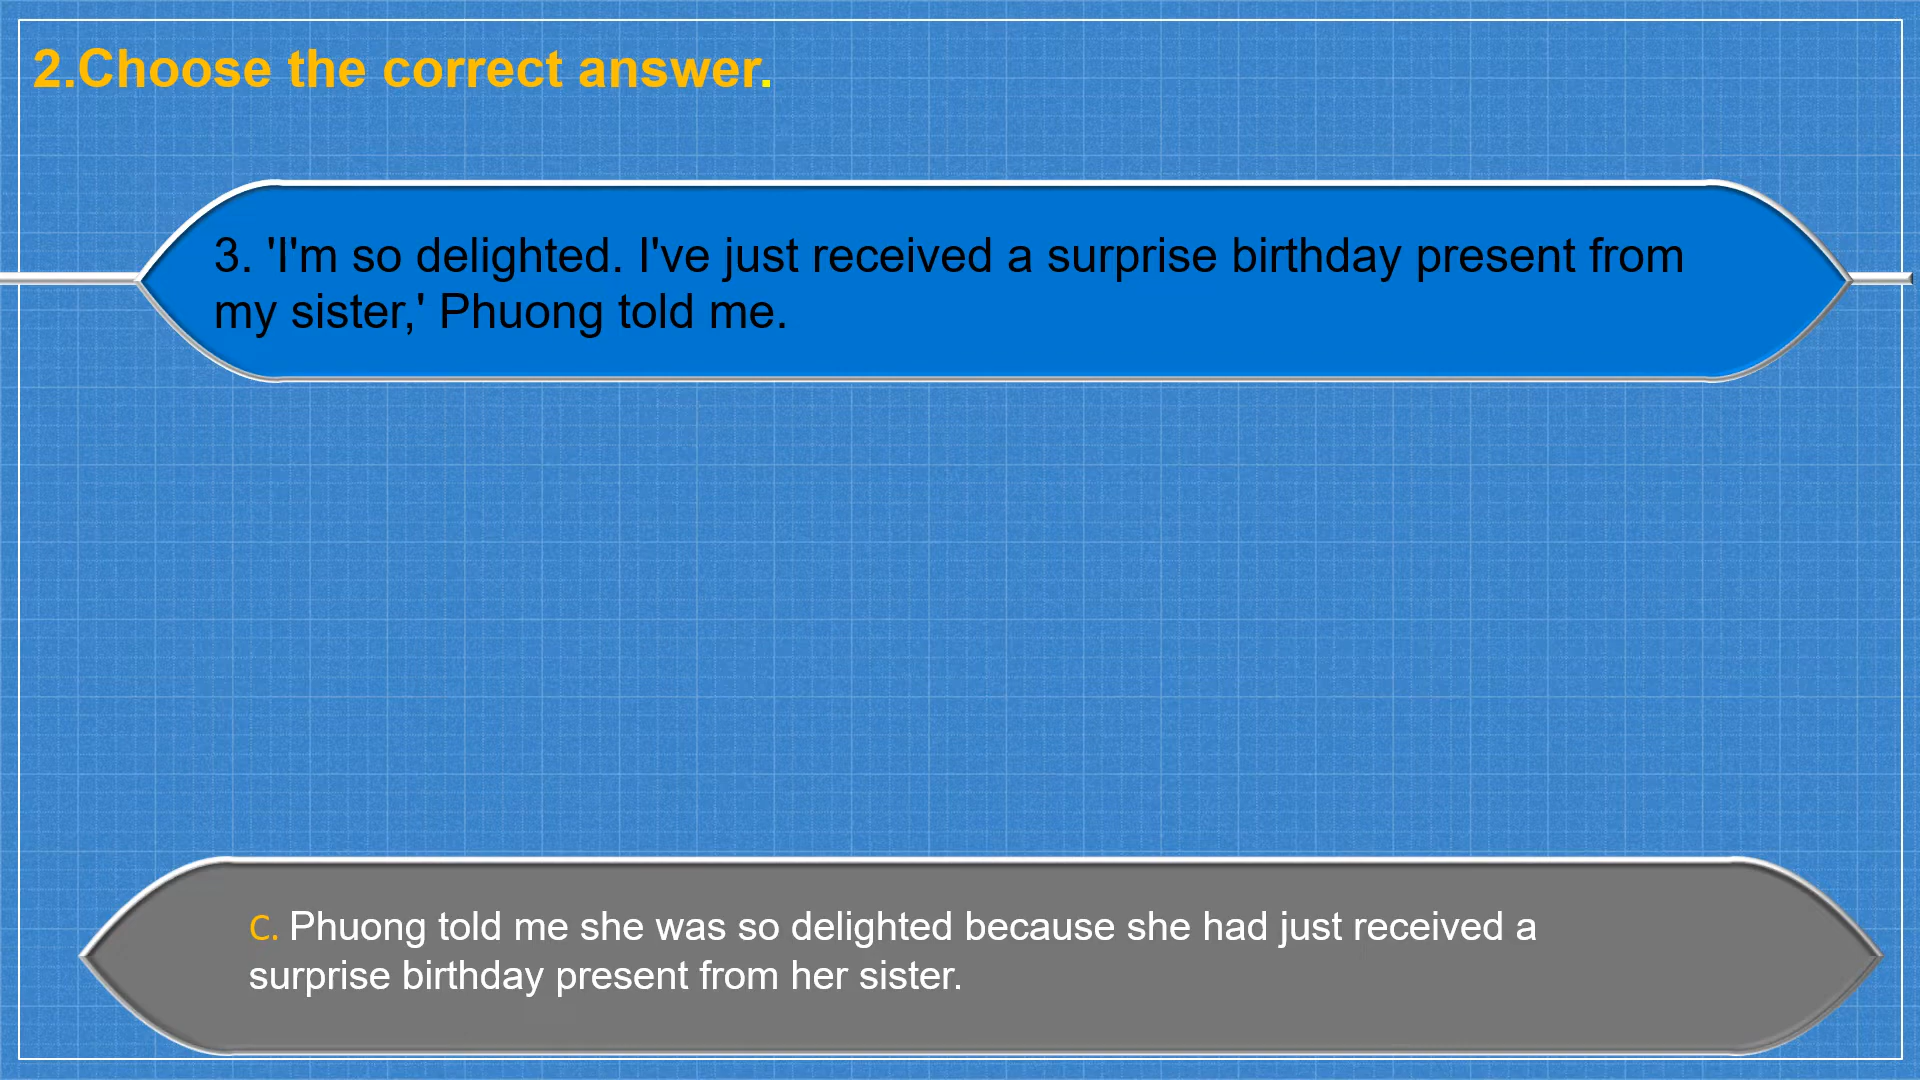 2.Choose the correct answer.
3. 'I'm so delighted. I've just received a surprise birthday present from
my sister,' Phuong told me.
C. Phuong told me she was so delighted because she had just received a
surprise birthday present from her sister.